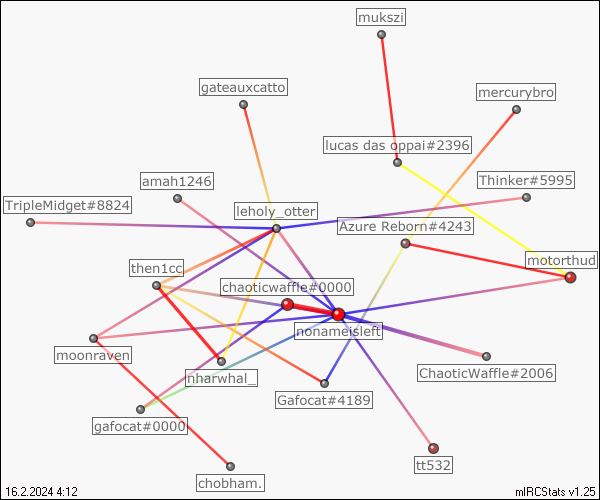 mukszi
gateauxcatto
mercurybro
lucas das oppai#2396
amah1246
Thinker#5995
TripleMidget#8824
leholy_otter
Azure Reborn#4243
then1cc
motorthud
chaoticwaffle#0000
nonameisleft
moonraven
nharwhal_
ChaoticWaffle#2006
Gafocat#4189
gafocat#0000
tt532
chobham.
16.2.2024 4:12
mIRCStats v1.25